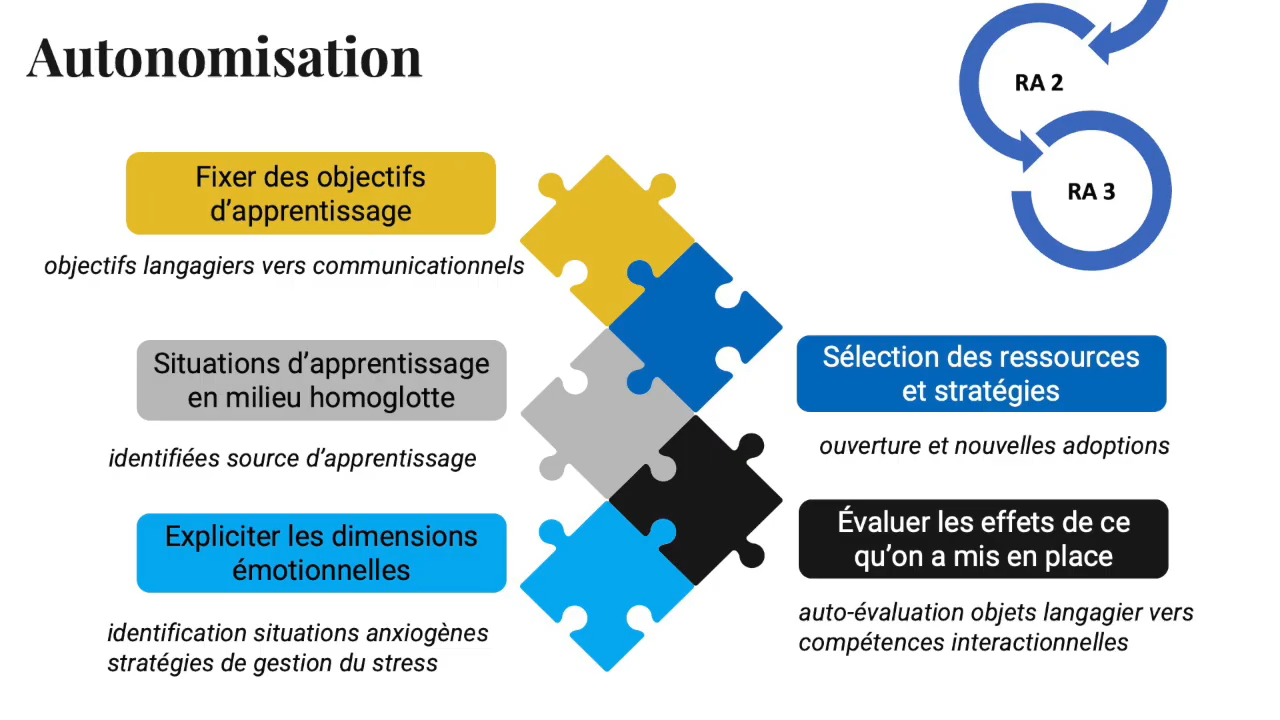 Autonomisation
RA 2
RA 3
Fixer des objectifs
d’apprentissage
objectifs langagiers vers communicationnels
Situations d’apprentissage
en milieu homoglotte
identifiées source d’apprentissage
Sélection des ressources
et stratégies
ouverture et nouvelles adoptions
Expliciter les dimensions
émotionnelles
identification situations anxiogènes
stratégies de gestion du stress
Évaluer les effets de ce
qu’on a mis en place
auto-évaluation objets langagier vers
compétences interactionnelles